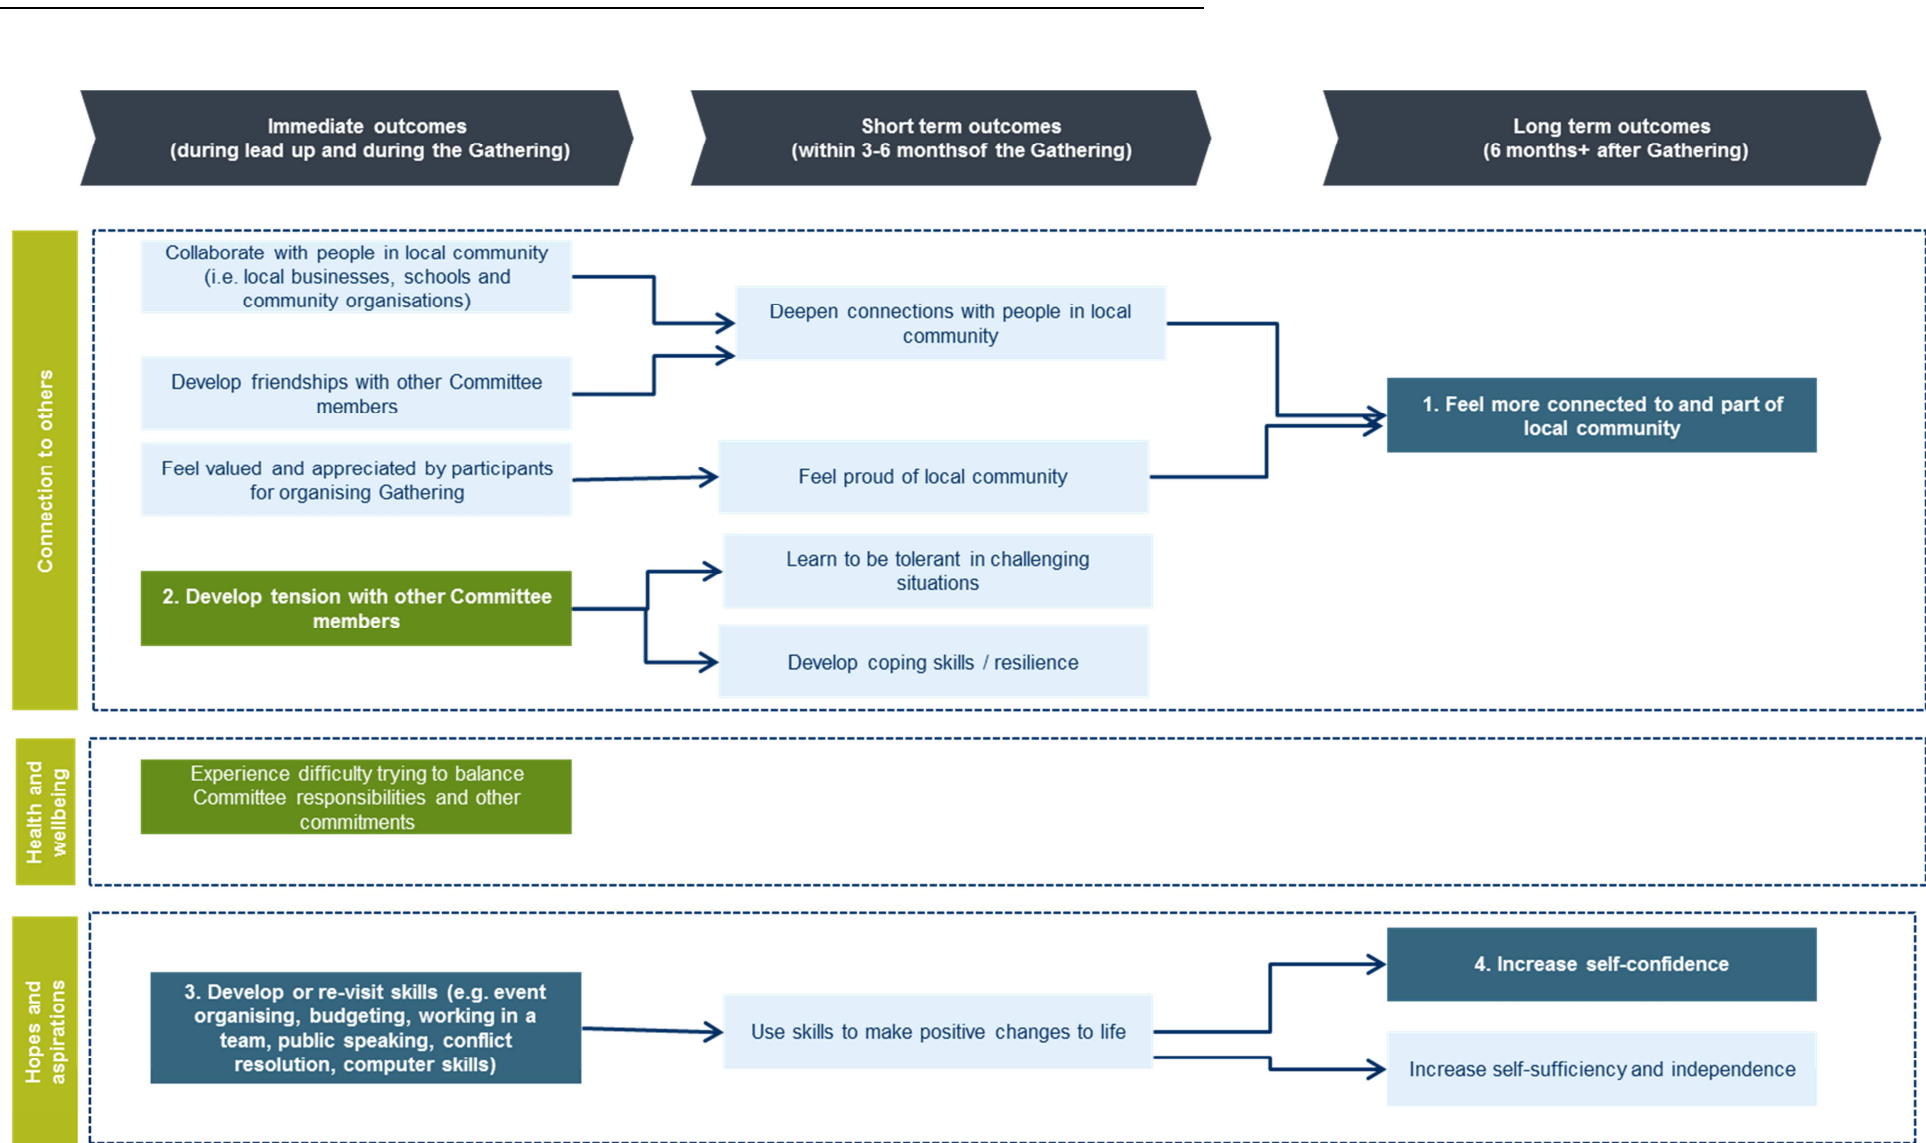 Immediate outcomes
(during lead up and during the Gathering)
Short term outcomes
(within 3-6 monthsof the Gathering)
Long term outcomes
(6 months+ after Gathering)
Connection to others
Collaborate with people in local community
(i.e. local businesses, schools and
community organisations)
Develop friendships with other Committee
members
Feel valued and appreciated by participants
for organising Gathering
2. Develop tension with other Committee
members
Deepen connections with people in local
community
Feel proud of local community
Learn to be tolerant in challenging
situations
Develop coping skills / resilience
1. Feel more connected to and part of
local community
Health and
wellbeing
Experience difficulty trying to balance
Committee responsibilities and other
commitments
Hopes and
aspirations
3. Develop or re-visit skills (e.g. event
organising, budgeting, working in a
team, public speaking, conflict
resolution, computer skills)
Use skills to make positive changes to life
4. Increase self-confidence
Increase self-sufficiency and independence